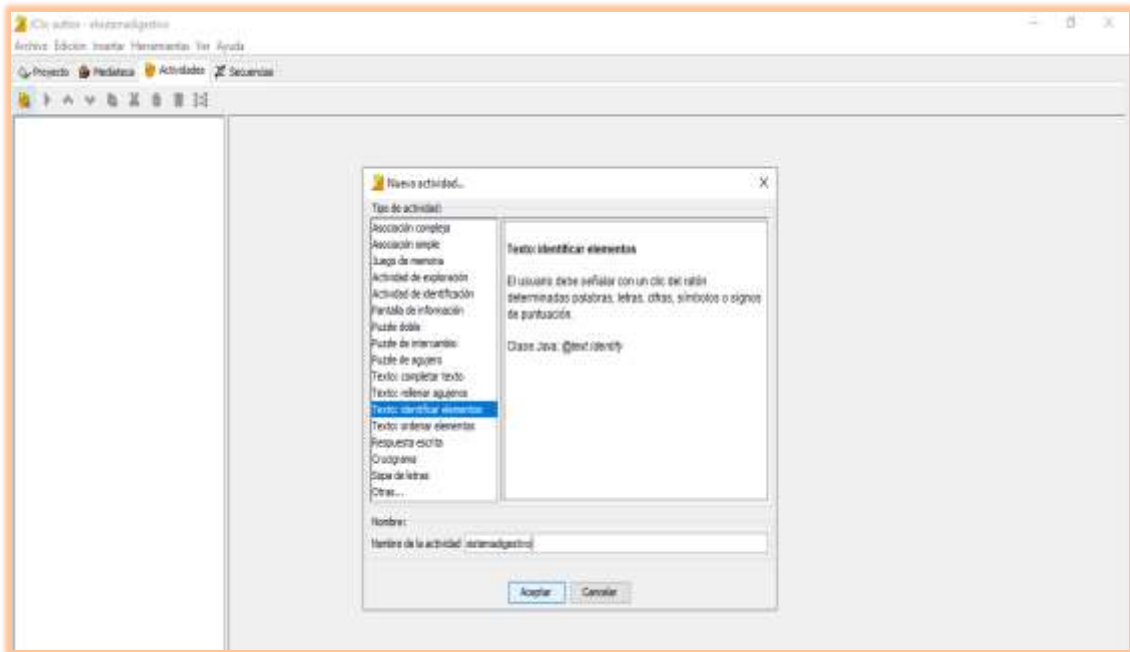 JClic author - elsistemadigestivo
Archivo Edición Insertar Herramientas Ver Ayuda
Proyecto Mediateca Actividades Secuencias
Nueva actividad...
Tipo de actividad:
Asociación compleja
Asociación simple
Juego de memoria
Actividad de exploración
Actividad de identificación
Pantalla de información
Puzzle doble
Puzzle de intercambio
Puzzle de agujero
Texto: completar texto
Texto: rellenar agujeros
Texto: identificar elementos
Texto: ordenar elementos
Respuesta escrita
Crucigrama
Sopa de letras
Otras...
Texto: identificar elementos
El usuario debe señalar con un clic del ratón
determinadas palabras, letras, cifras, símbolos o signos
de puntuación.
Clase Java: @text.Identify
Nombre:
Nombre de la actividad: sistemadigestivo
Aceptar Cancelar